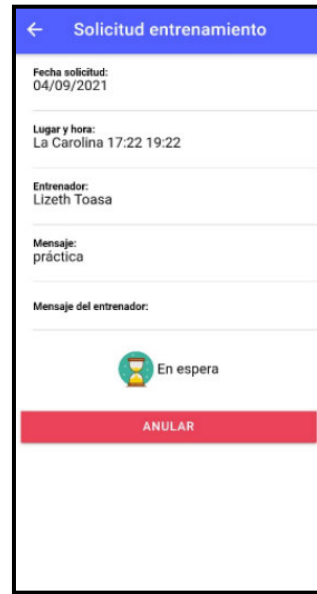 Solicitud entrenamiento
Fecha solicitud:
04/09/2021
Lugar y hora:
La Carolina 17:22 19:22
Entrenador:
Lizeth Toasa
Mensaje:
práctica
Mensaje del entrenador:
En espera
ANULAR